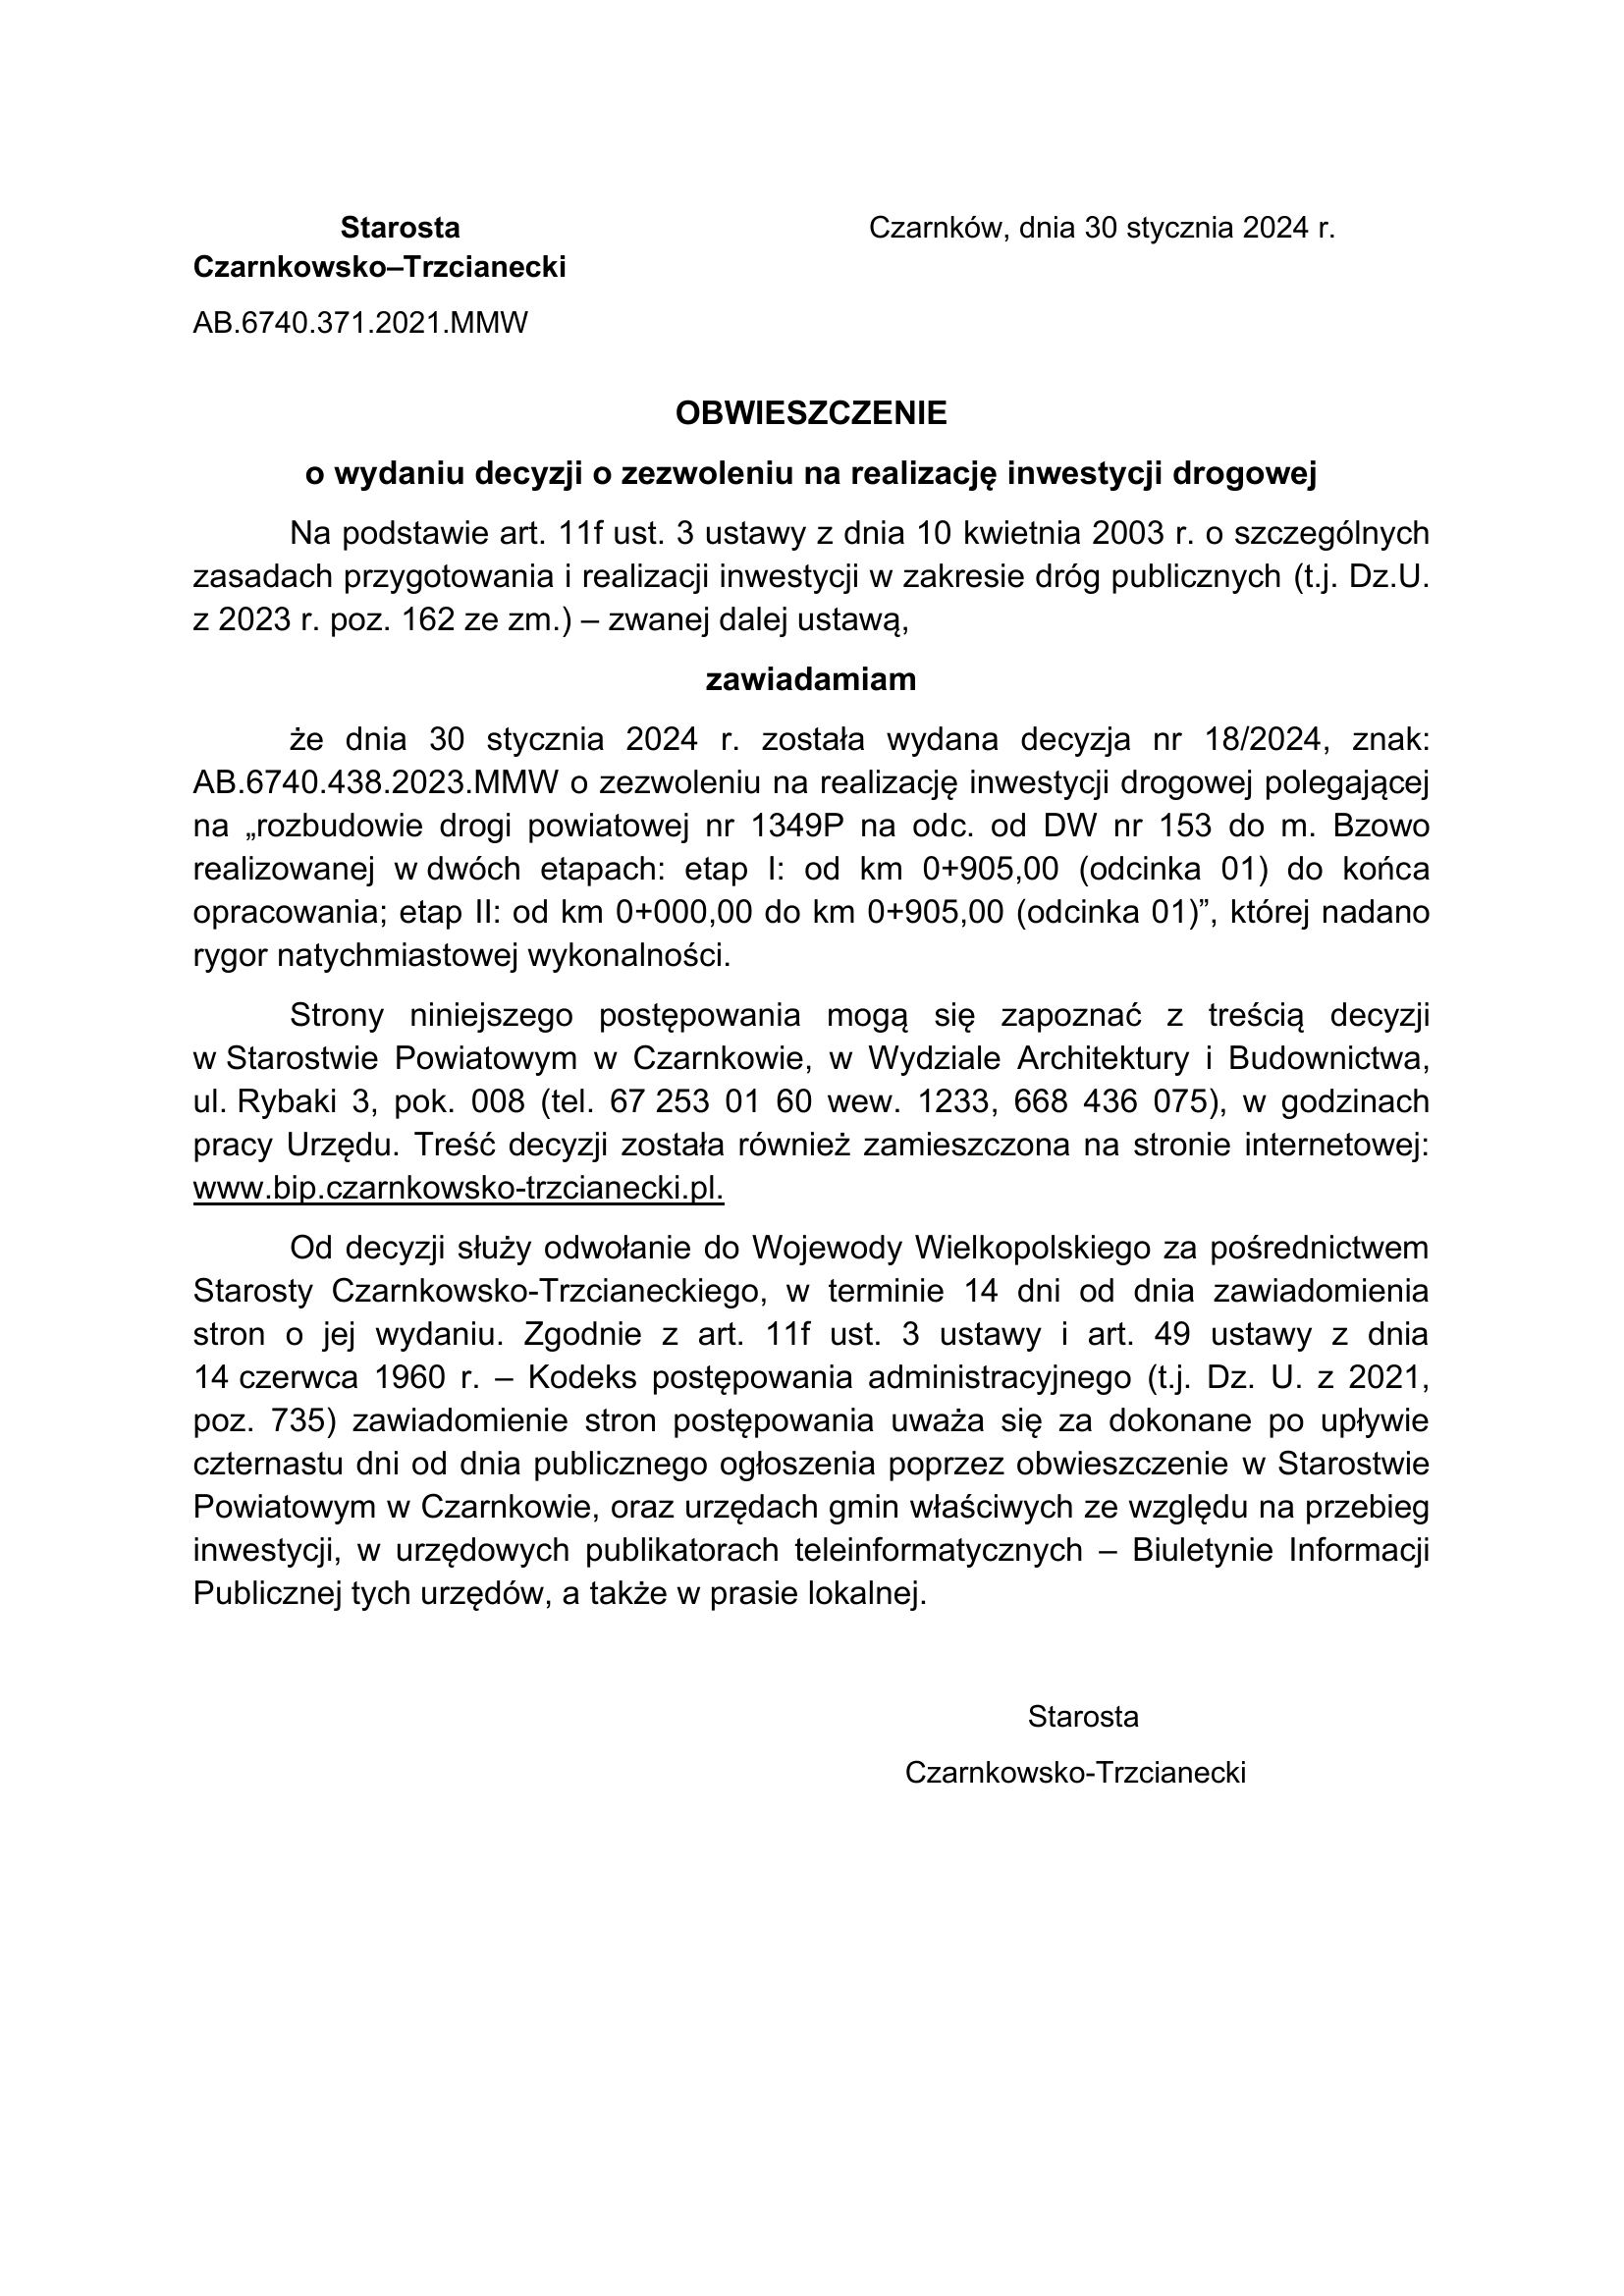 Starosta
Czarnków, dnia 30 stycznia 2024 r.
Czarnkowsko–Trzcianecki
AB.6740.371.2021.MMW
OBWIESZCZENIE
o wydaniu decyzji o zezwoleniu na realizację inwestycji drogowej
Na podstawie art. 11f ust. 3 ustawy z dnia 10 kwietnia 2003 r. o szczególnych
zasadach przygotowania i realizacji inwestycji w zakresie dróg publicznych (t.j. Dz.U.
z 2023 r. poz. 162 ze zm.) – zwanej dalej ustawą,
zawiadamiam
że dnia 30 stycznia 2024 r. została wydana decyzja nr 18/2024, znak:
AB.6740.438.2023.MMW o zezwoleniu na realizację inwestycji drogowej polegającej
na „rozbudowie drogi powiatowej nr 1349P na odc. od DW nr 153 do m. Bzowo
realizowanej w dwóch etapach: etap I: od km 0+905,00 (odcinka 01) do końca
opracowania; etap II: od km 0+000,00 do km 0+905,00 (odcinka 01)”, której nadano
rygor natychmiastowej wykonalności.
Strony niniejszego postępowania mogą się zapoznać z treścią decyzji
w Starostwie Powiatowym w Czarnkowie, w Wydziale Architektury i Budownictwa,
ul. Rybaki 3, pok. 008 (tel. 67 253 01 60 wew. 1233, 668 436 075), w godzinach
pracy Urzędu. Treść decyzji została również zamieszczona na stronie internetowej:
www.bip.czarnkowsko-trzcianecki.pl.
Od decyzji służy odwołanie do Wojewody Wielkopolskiego za pośrednictwem
Starosty Czarnkowsko-Trzcianeckiego, w terminie 14 dni od dnia zawiadomienia
stron o jej wydaniu. Zgodnie z art. 11f ust. 3 ustawy i art. 49 ustawy z dnia
14 czerwca 1960 r. – Kodeks postępowania administracyjnego (t.j. Dz. U. z 2021,
poz. 735) zawiadomienie stron postępowania uważa się za dokonane po upływie
czternastu dni od dnia publicznego ogłoszenia poprzez obwieszczenie w Starostwie
Powiatowym w Czarnkowie, oraz urzędach gmin właściwych ze względu na przebieg
inwestycji, w urzędowych publikatorach teleinformatycznych – Biuletynie Informacji
Publicznej tych urzędów, a także w prasie lokalnej.
Starosta
Czarnkowsko-Trzcianecki